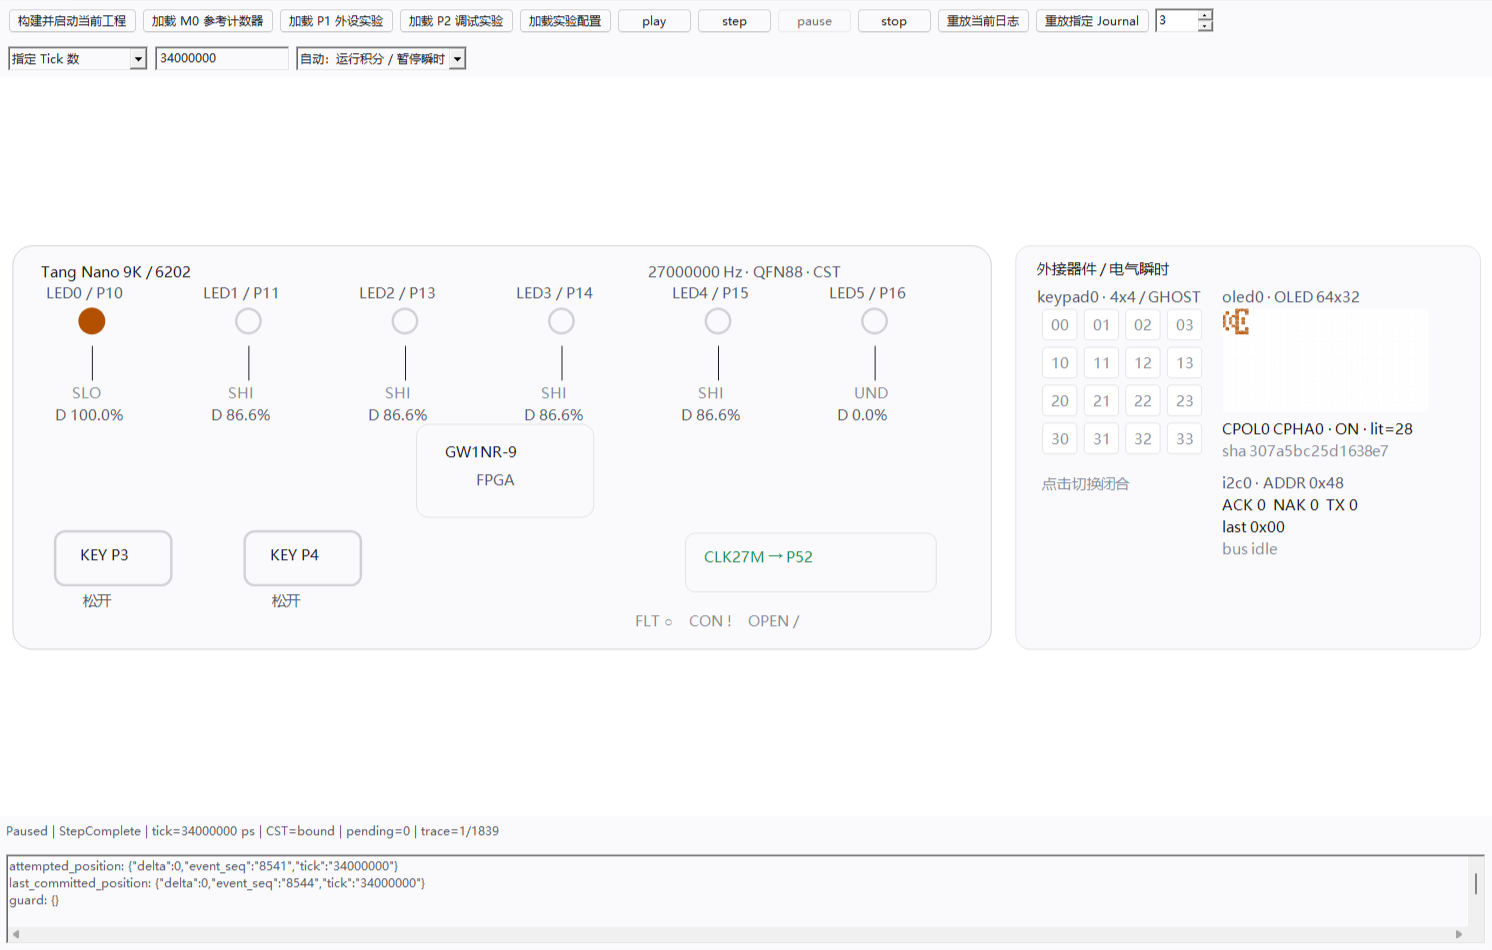 构建并启动当前工程 加载 M0 参考计数器 加载 P1 外设实验 加载 P2 调试实验 加载实验配置 play step pause stop 重放当前日志 重放指定 Journal 3
指定 Tick 数 34000000 自动：运行积分 / 暂停瞬时
Tang Nano 9K / 6202 27000000 Hz · QFN88 · CST
LED0 / P10 LED1 / P11 LED2 / P13 LED3 / P14 LED4 / P15 LED5 / P16
SLO SHI SHI SHI SHI UND
D 100.0% D 86.6% D 86.6% D 86.6% D 86.6% D 0.0%
GW1NR-9
FPGA
KEY P3 KEY P4
CLK27M → P52
松开 松开
FLT ○ CON ! OPEN /
外接器件 / 电气瞬时
keypad0 · 4x4 / GHOST oled0 · OLED 64x32
00 01 02 03
10 11 12 13
20 21 22 23
30 31 32 33
点击切换闭合
CPOL0 CPHA0 · ON · lit=28
sha 307a5bc25d1638e7
i2c0 · ADDR 0x48
ACK 0 NAK 0 TX 0
last 0x00
bus idle
Paused | StepComplete | tick=34000000 ps | CST=bound | pending=0 | trace=1/1839
attempted_position: {"delta":0,"event_seq":"8541","tick":"34000000"}
last_committed_position: {"delta":0,"event_seq":"8544","tick":"34000000"}
guard: {}